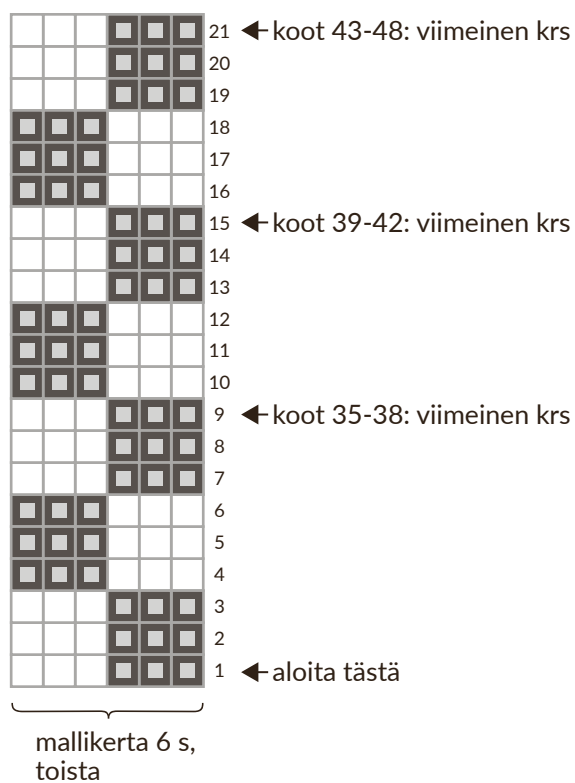 21 koot 43-48: viimeinen krs
20
19
18
17
16
15 koot 39-42: viimeinen krs
14
13
12
11
10
9 koot 35-38: viimeinen krs
8
7
6
5
4
3
2
1 aloita tästä
mallikerta 6 s,
toista